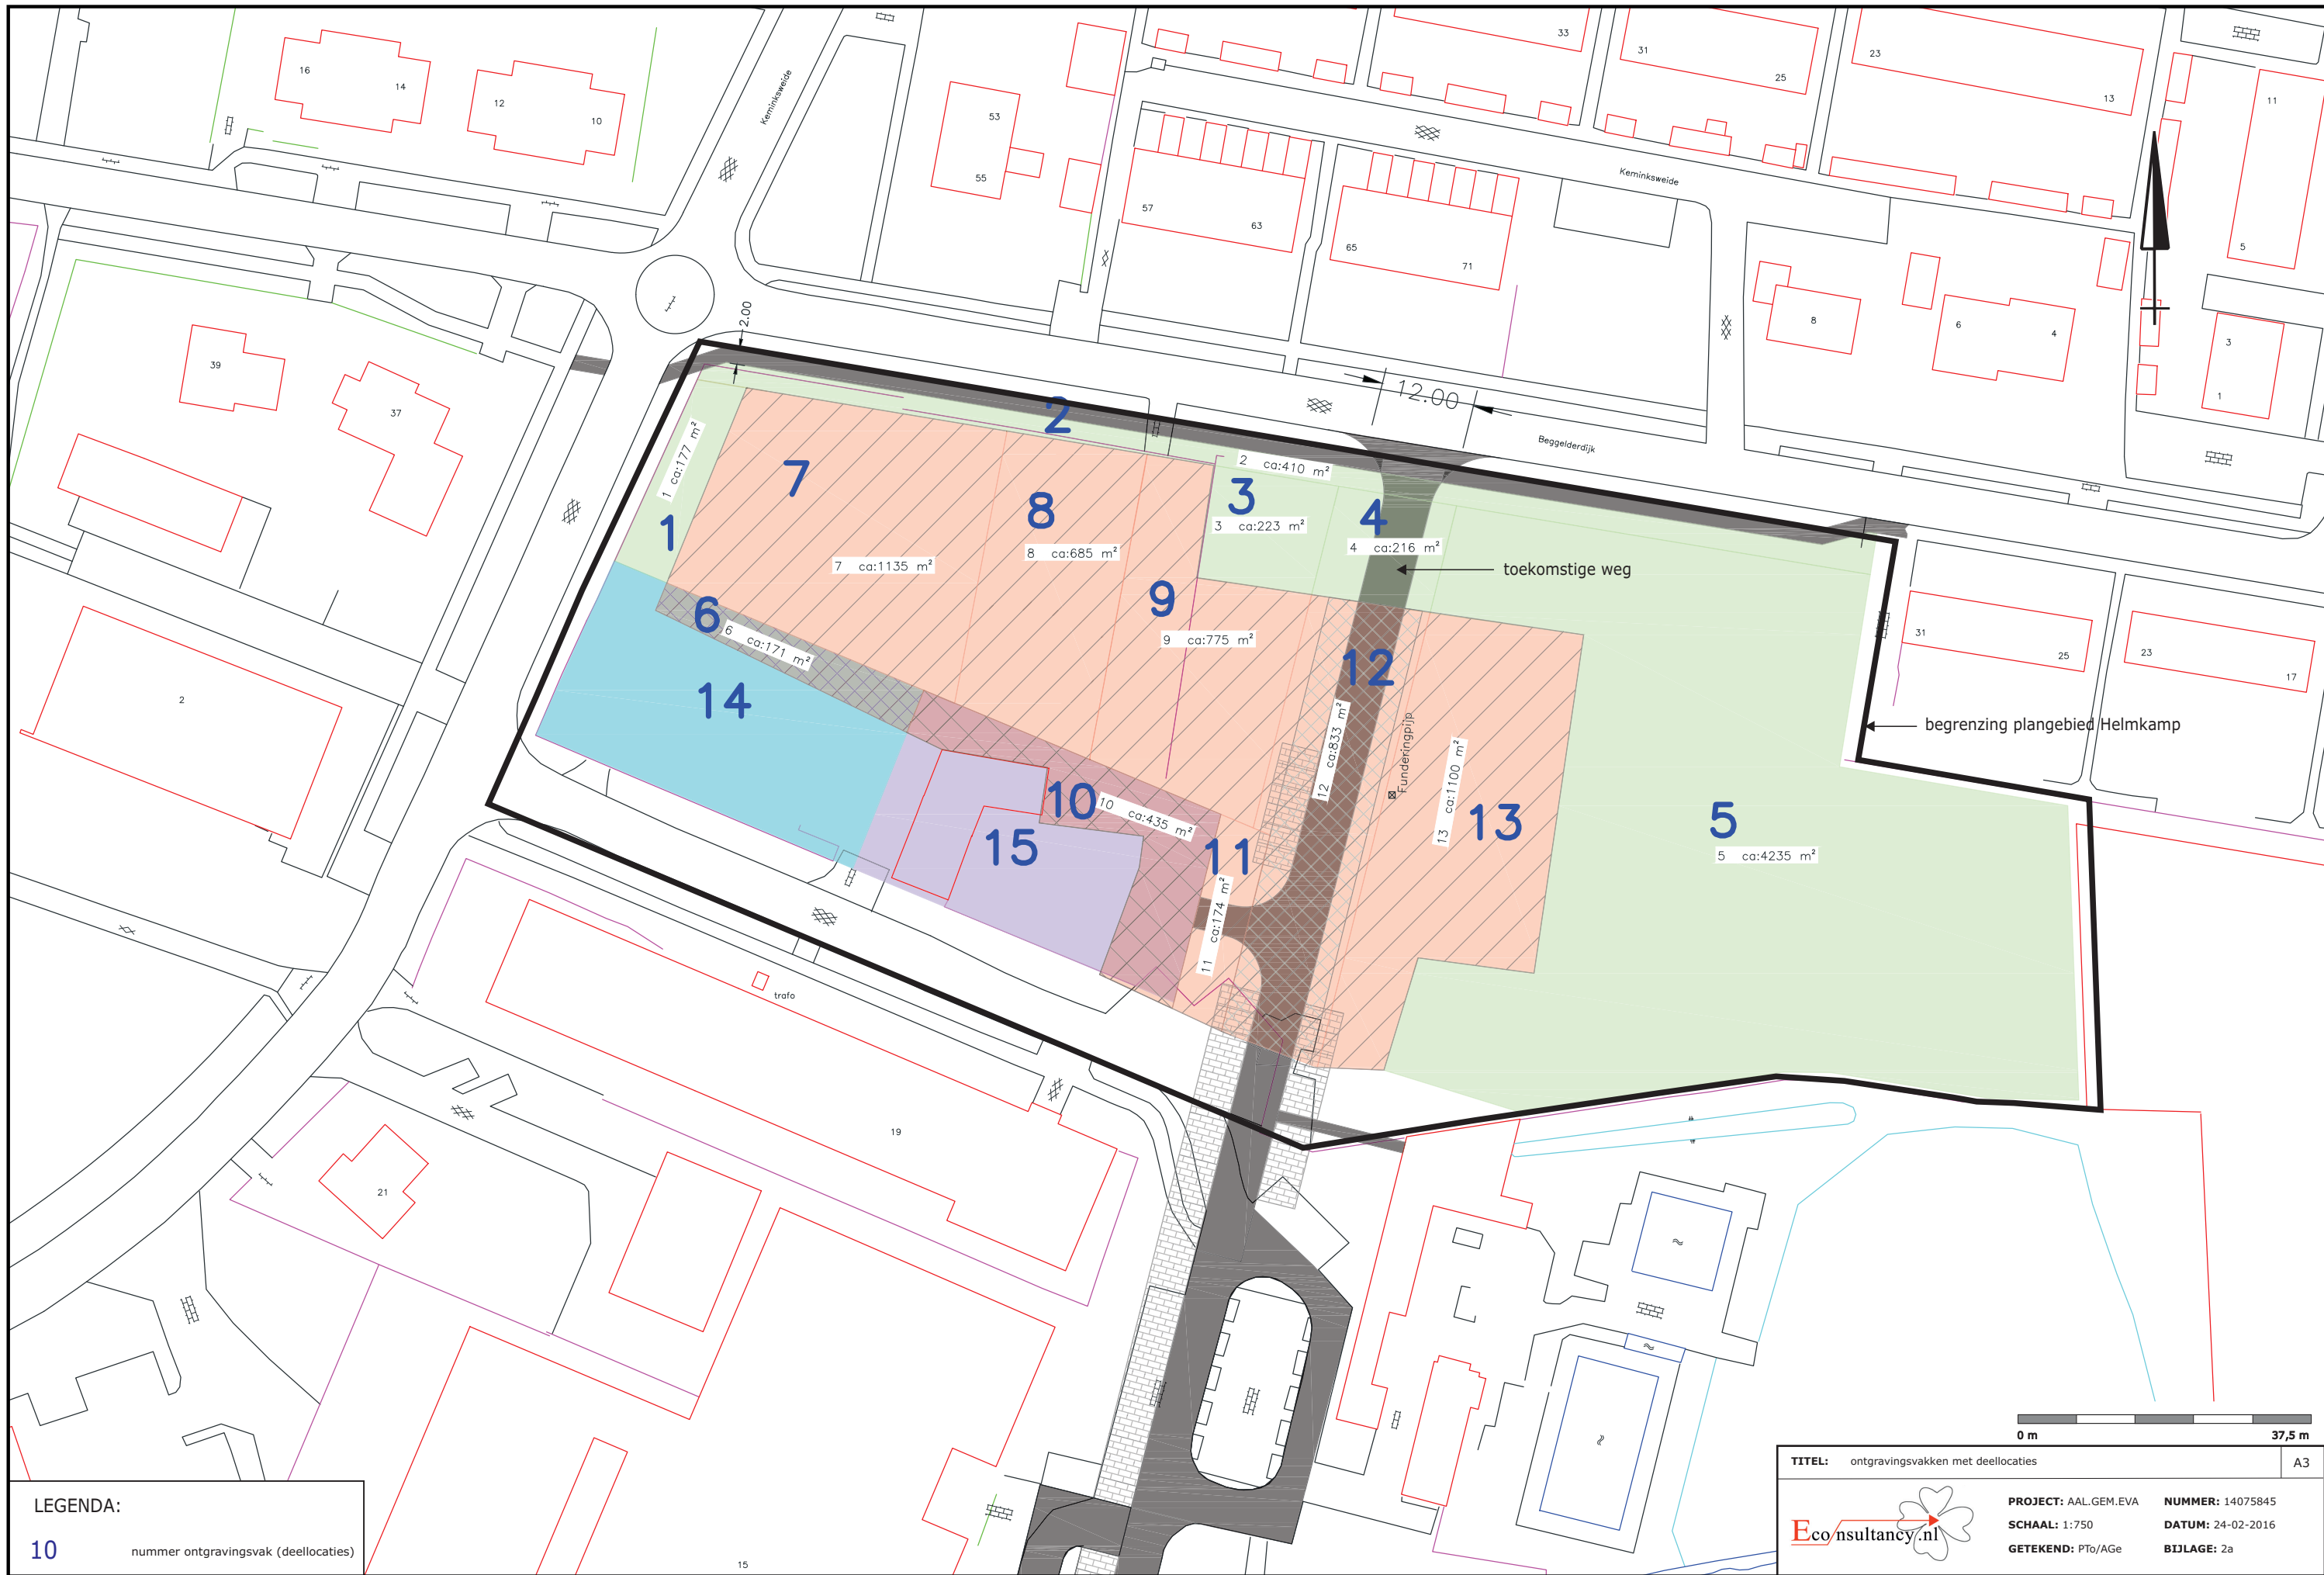 16
14
12
10
Keminksweide
53
55
33
31
25
23
13
11
5
57
63
65
71
Keminksweide
8
6
4
3
1
39
37
2.00
12.00
Beggelderdijk
2
1 ca:177 m²
7
2 ca:410 m²
3
8
4
1
3 ca:223 m²
4 ca:216 m²
8 ca:685 m²
7 ca:1135 m²
toekomstige weg
9
6
6 ca:171 m²
9 ca:775 m²
31
25
23
17
12
14
2
begrenzing plangebied Helmkamp
12 ca:833 m²
Funderingpijp
13 ca:1100 m²
10
10 ca:435 m²
13
5
15
11
5 ca:4235 m²
11 ca:174 m²
trafo
19
21
15
0 m
37,5 m
TITEL: ontgravingsvakken met deellocaties
A3
Econsultancy.nl
PROJECT: AAL.GEM.EVA NUMMER: 14075845
SCHAAL: 1:750 DATUM: 24-02-2016
GETEKEND: PTo/AGe BIJLAGE: 2a
LEGENDA:
10 nummer ontgravingsvak (deellocaties)